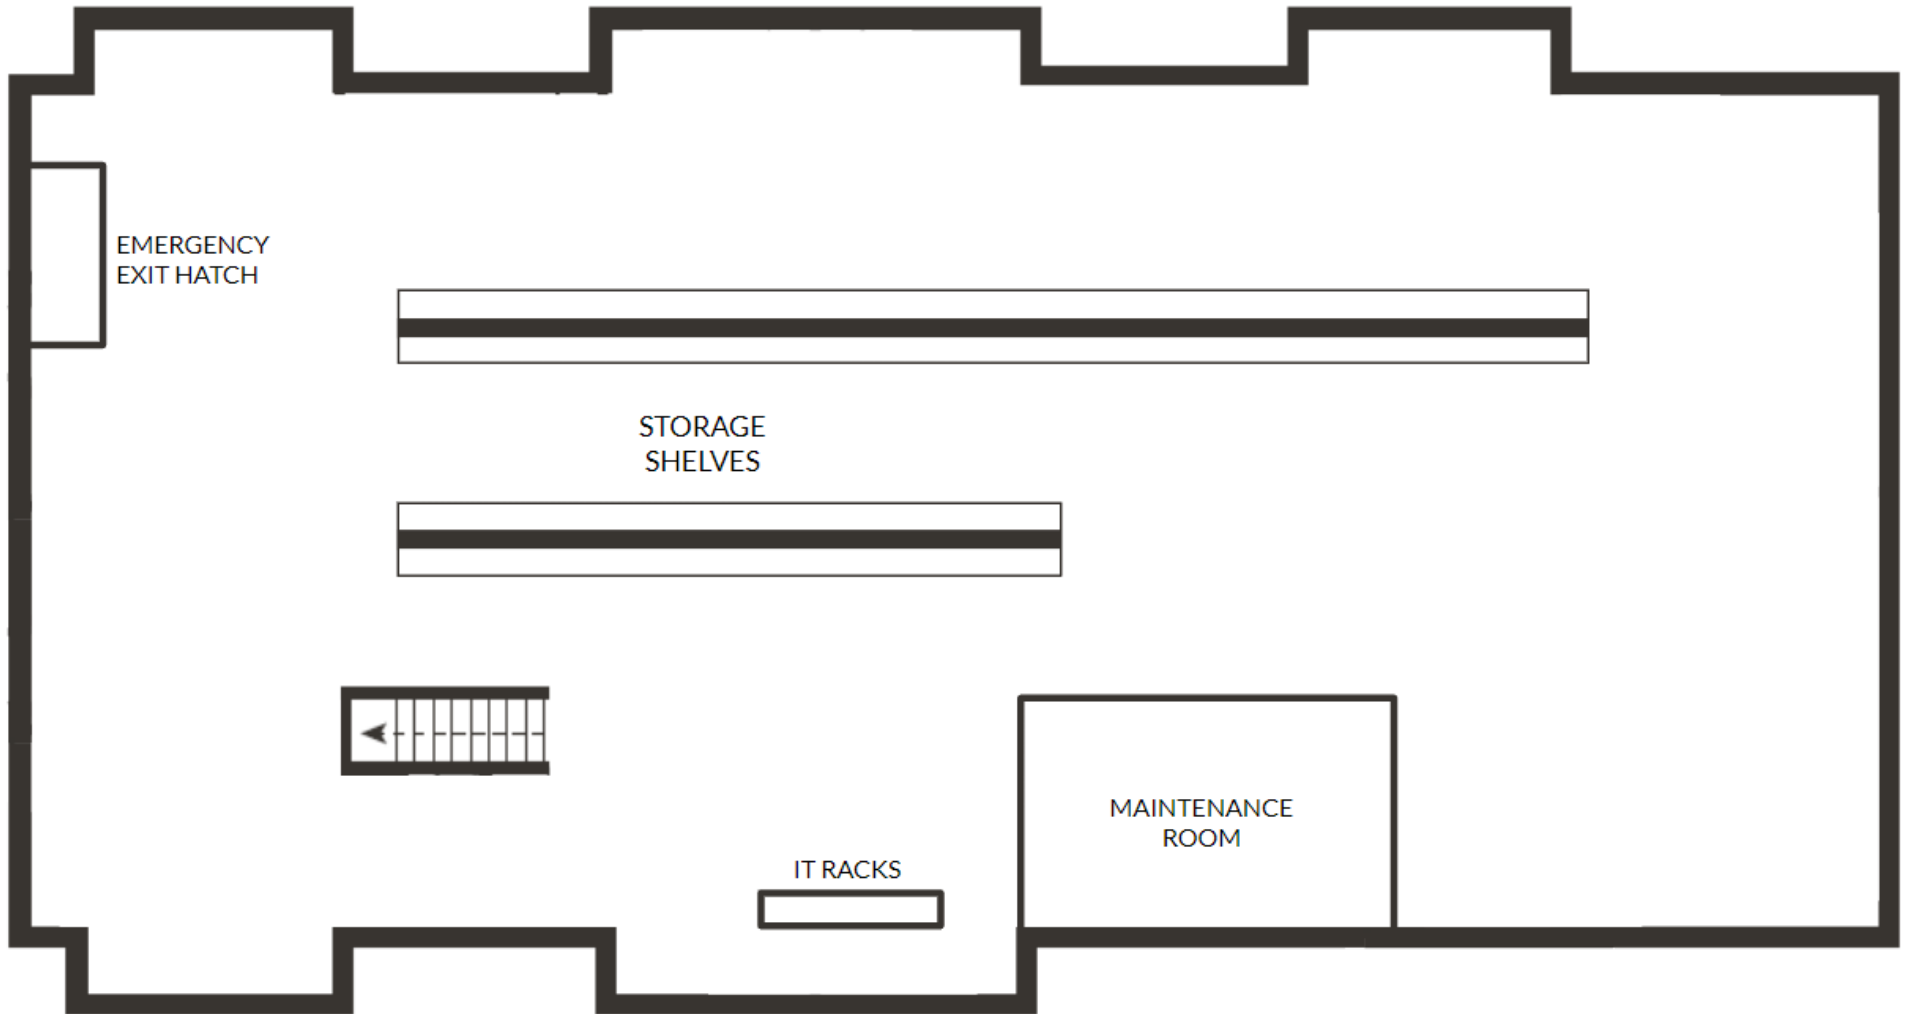 EMERGENCY
EXIT HATCH
STORAGE
SHELVES
MAINTENANCE
ROOM
IT RACKS